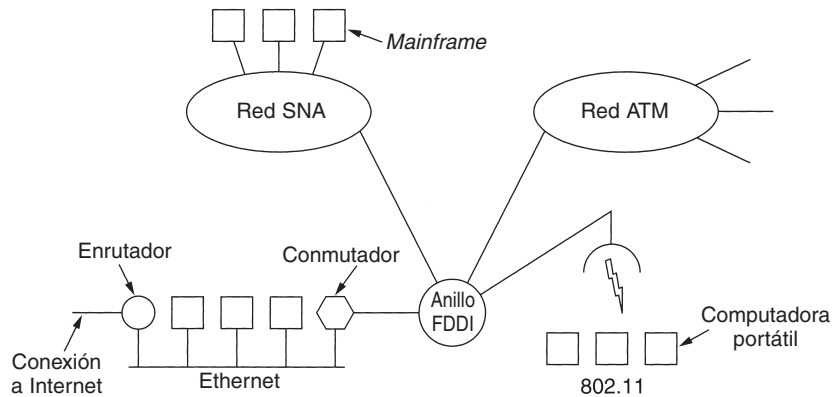 Mainframe
Red SNA
Red ATM
Enrutador
Conmutador
Anillo
FDDI
Computadora
portátil
Conexión
a Internet
Ethernet
802.11